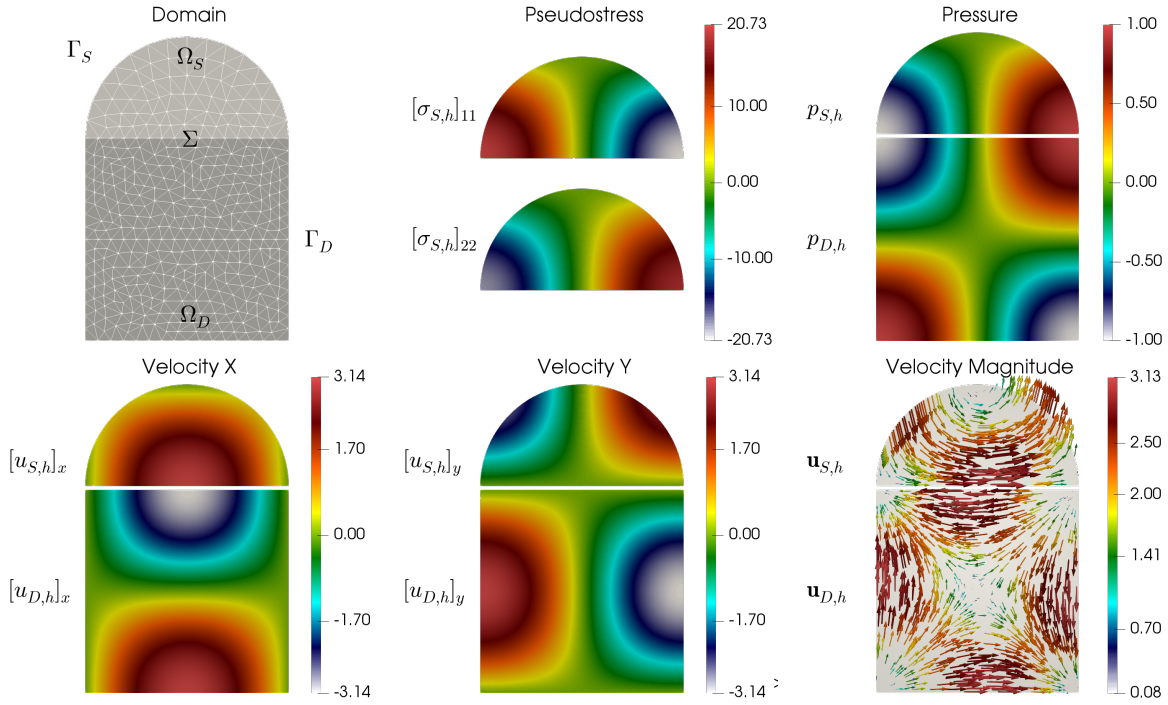 Domain
Γ_S
Ω_S
Σ
Γ_D
Ω_D
Pseudostress
[σ_{S,h}]_{11}
[σ_{S,h}]_{22}
20.73
10.00
0.00
-10.00
-20.73
Pressure
p_{S,h}
p_{D,h}
1.00
0.50
0.00
-0.50
-1.00
Velocity X
[u_{S,h}]_x
[u_{D,h}]_x
3.14
1.70
0.00
-1.70
-3.14
Velocity Y
[u_{S,h}]_y
[u_{D,h}]_y
3.14
1.70
0.00
-1.70
-3.14
>
Velocity Magnitude
u_{S,h}
u_{D,h}
3.13
2.50
2.00
1.41
0.70
0.08